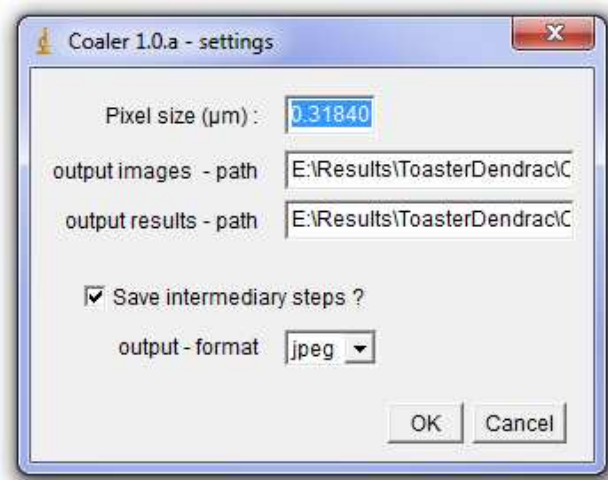 Coaler 1.0.a - settings
Pixel size (µm) : 0.31840
output images - path E:\Results\ToasterDendrac\C
output results - path E:\Results\ToasterDendrac\C
Save intermediary steps ?
output - format jpeg
OK Cancel